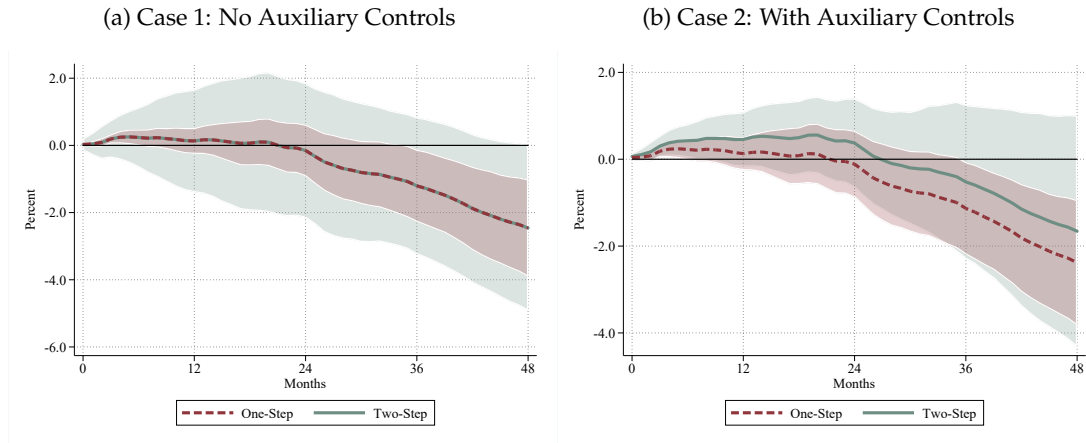 (a) Case 1: No Auxiliary Controls
2.0
0.0
-2.0
-4.0
-6.0
Percent
0
12
24
36
48
Months
One-Step
Two-Step
(b) Case 2: With Auxiliary Controls
2.0
0.0
-2.0
-4.0
Percent
0
12
24
36
48
Months
One-Step
Two-Step